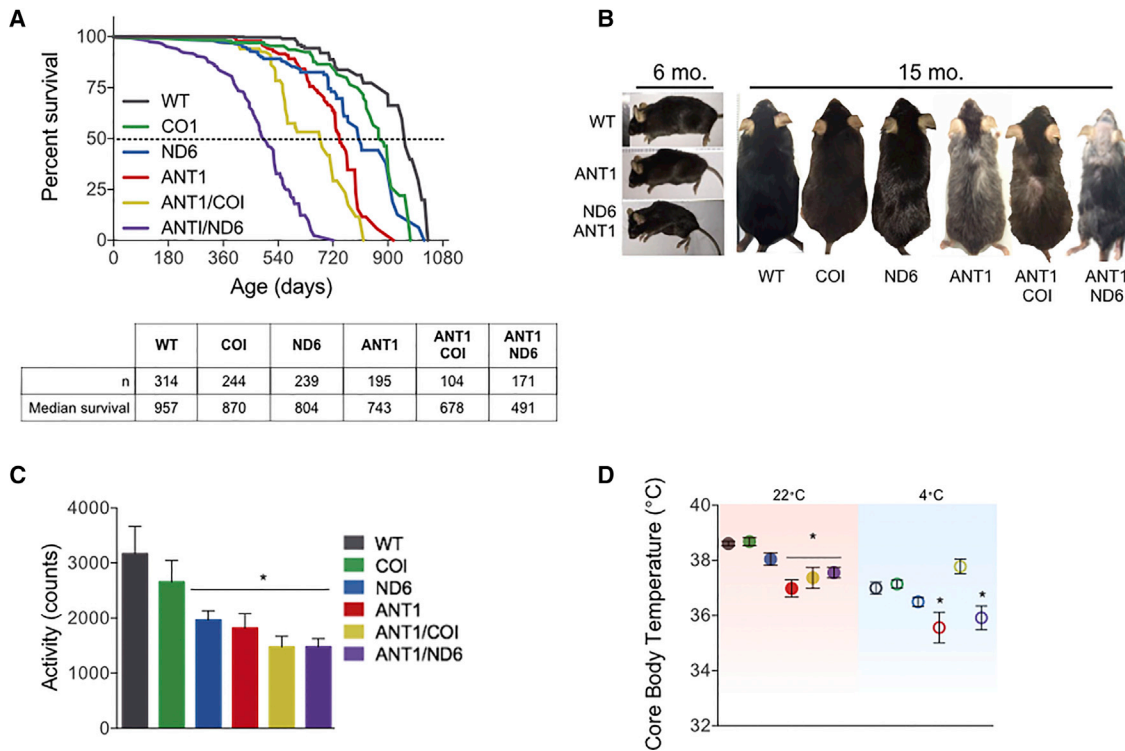 A
Percent survival
100
75
50
25
0
WT
CO1
ND6
ANT1
ANT1/COI
ANTI/ND6
0 180 360 540 720 900 1080
Age (days)
WT COI ND6 ANT1 ANT1 COI ANT1 ND6
n 314 244 239 195 104 171
Median survival 957 870 804 743 678 491
B
6 mo. 15 mo.
WT
ANT1
ND6
ANT1
WT COI ND6 ANT1 ANT1 ANT1
COI ND6
C
Activity (counts)
4000
3000
2000
1000
0
*
WT
COI
ND6
ANT1
ANT1/COI
ANT1/ND6
D
Core Body Temperature (°C)
22°C 4°C
40
38
36
34
32
*
* *